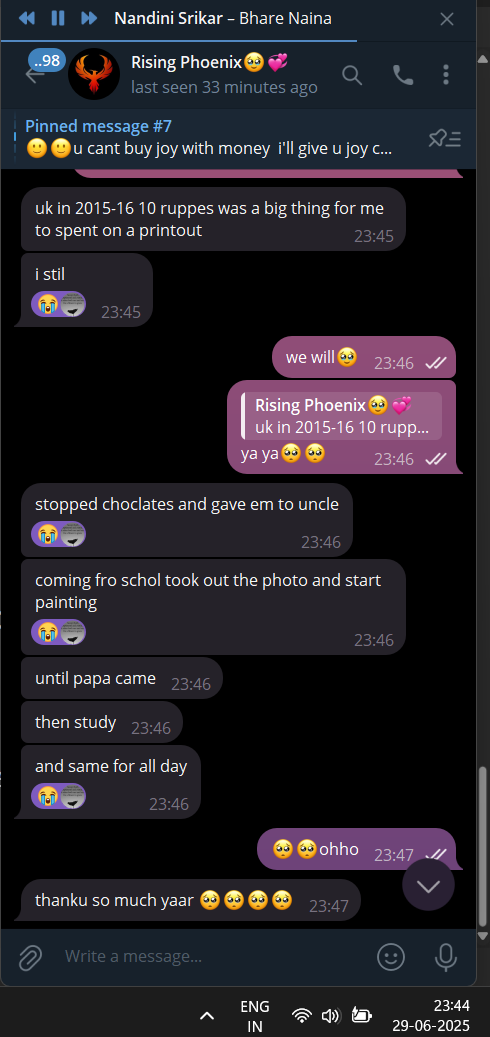 Nandini Srikar – Bhare Naina
..98
Rising Phoenix🥹💞
last seen 33 minutes ago
Pinned message #7
🙂🙂u cant buy joy with money i'll give u joy c...
uk in 2015-16 10 ruppes was a big thing for me
to spent on a printout
23:45
i stil
😭
23:45
we will🥹
23:46
Rising Phoenix🥹💞
uk in 2015-16 10 rupp...
ya ya🥺🥺
23:46
stopped choclates and gave em to uncle
😭
23:46
coming fro schol took out the photo and start
painting
😭
23:46
until papa came
23:46
then study
23:46
and same for all day
😭
23:46
🥺🥺ohho
23:47
thanku so much yaar 🥺🥺🥺🥺
23:47
Write a message...
ENG
IN
23:44
29-06-2025